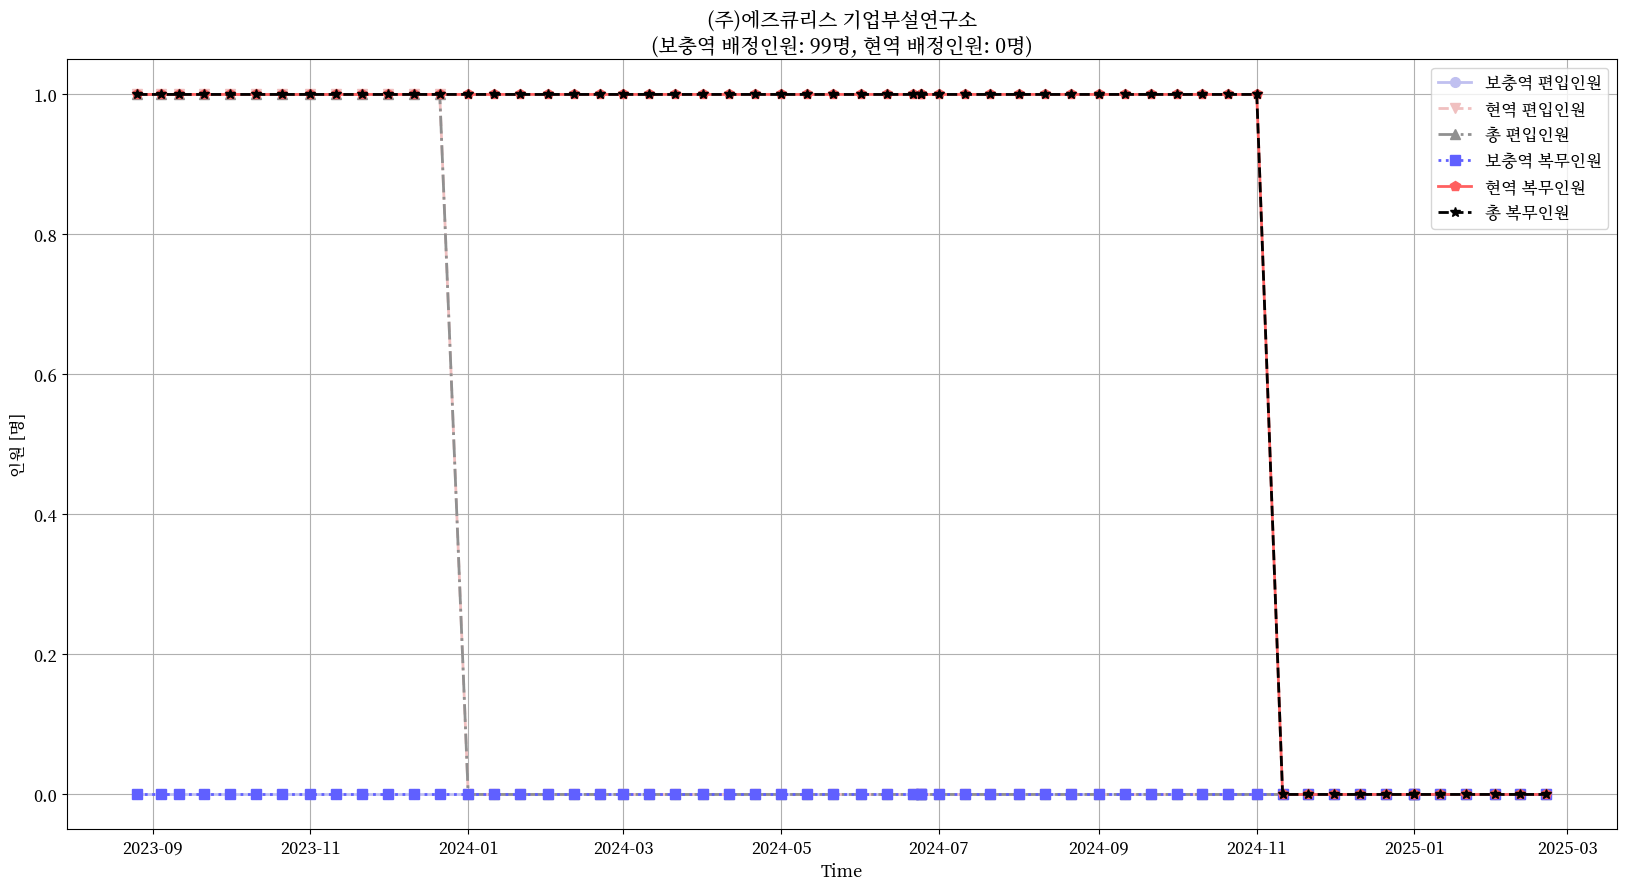 (주)에즈큐리스 기업부설연구소
(보충역 배정인원: 99명, 현역 배정인원: 0명)
보충역 편입인원
현역 편입인원
총 편입인원
보충역 복무인원
현역 복무인원
총 복무인원
1.0
0.8
0.6
0.4
0.2
0.0
인원 [명]
2023-09
2023-11
2024-01
2024-03
2024-05
2024-07
2024-09
2024-11
2025-01
2025-03
Time